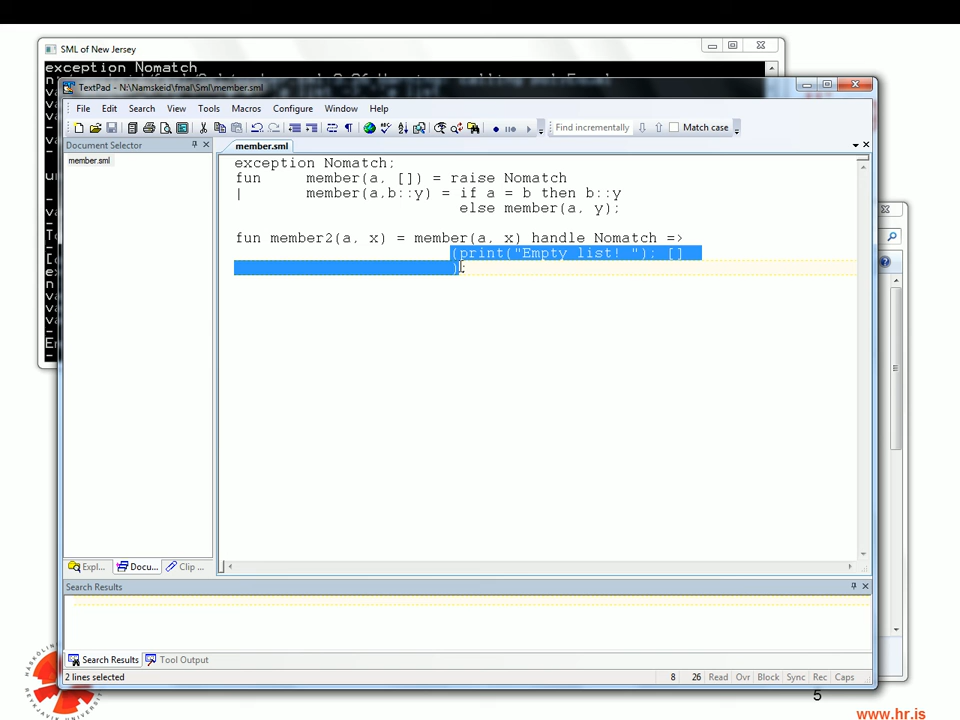 SML of New Jersey
exception Nomatch
TextPad - N:\Namskeid\fmal\Sml\member.sml
File Edit Search View Tools Macros Configure Window Help
Find incrementally Match case
Document Selector
member.sml
member.sml
exception Nomatch;
fun member(a, []) = raise Nomatch
| member(a,b::y) = if a = b then b::y
else member(a, y);
fun member2(a, x) = member(a, x) handle Nomatch =>
(print("Empty list! "); []
);
Expl... Docu... Clip ...
Search Results
Search Results Tool Output
2 lines selected 8 26 Read Ovr Block Sync Rec Caps
5
www.hr.is